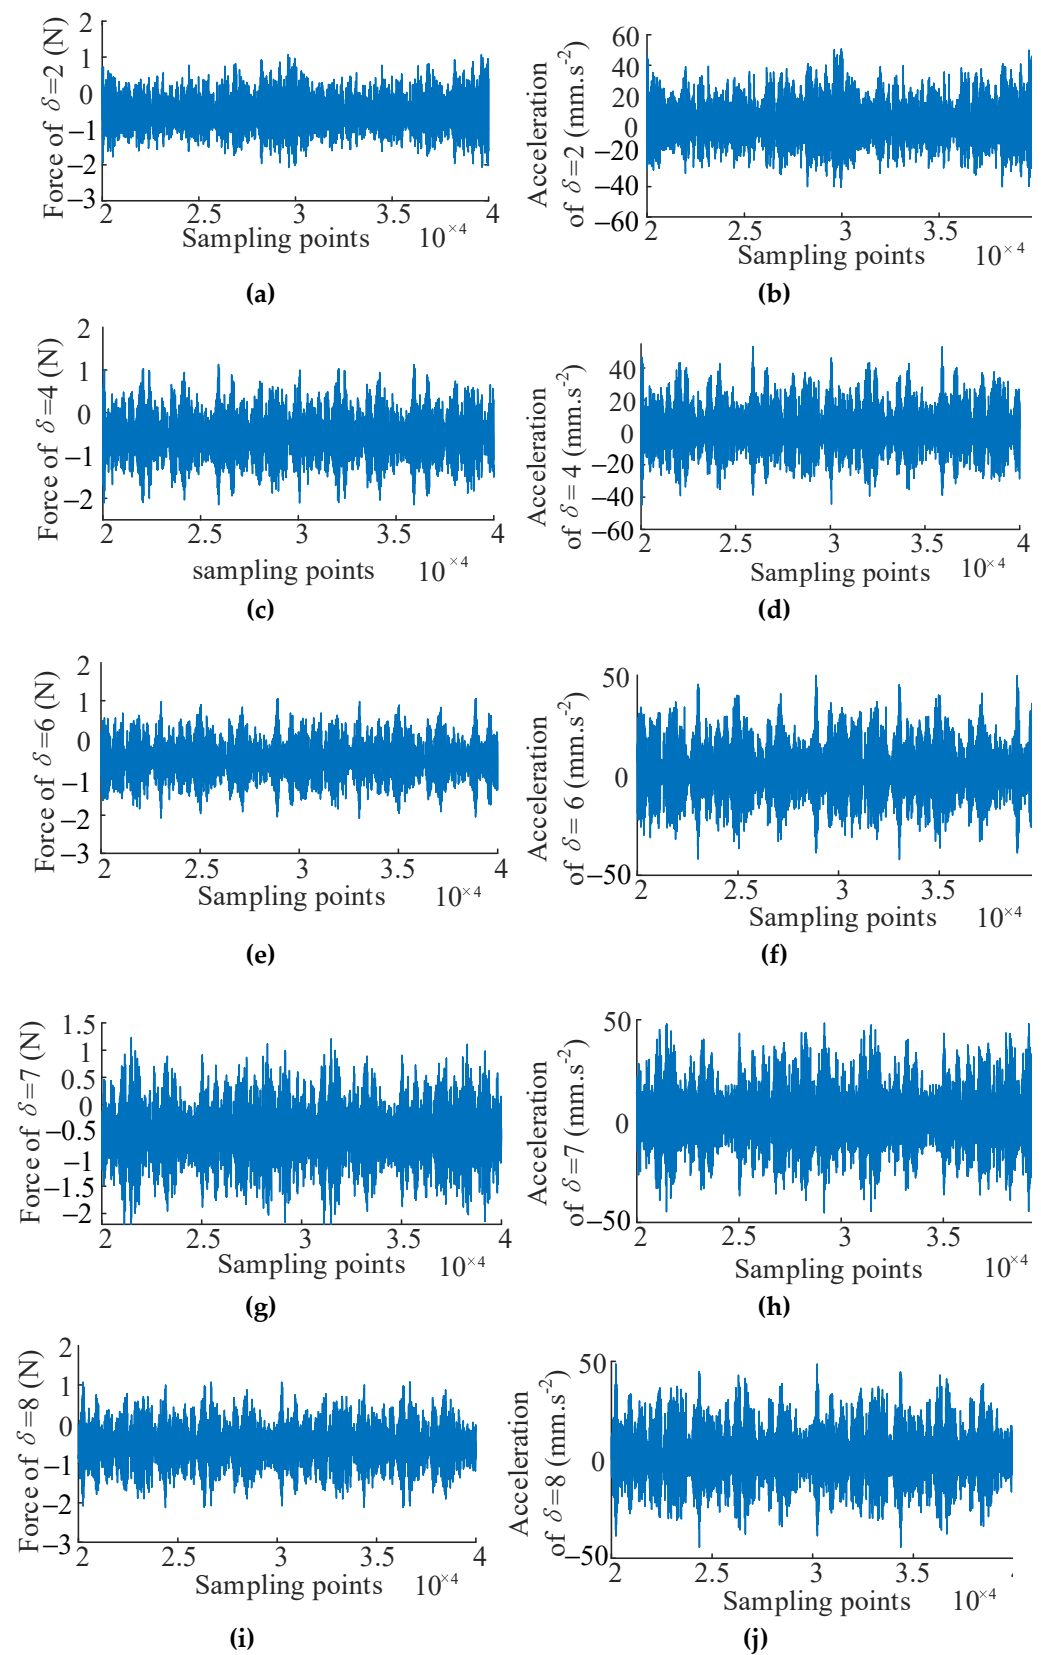 Force of δ=2 (N)
2
1
0
−1
−2
−3
2 2.5 3 3.5 4
Sampling points 10×4
(a)
Acceleration
of δ=2 (mm.s-2)
60
40
20
0
−20
−40
−60
2 2.5 3 3.5
Sampling points 10×4
(b)
Force of δ=4 (N)
2
1
0
−1
−2
2 2.5 3 3.5 4
sampling points 10×4
(c)
Acceleration
of δ= 4 (mm.s-2)
40
20
0
−20
−40
−60
2 2.5 3 3.5 4
Sampling points 10×4
(d)
Force of δ=6 (N)
2
1
0
−1
−2
−3
2 2.5 3 3.5 4
Sampling points 10×4
(e)
Acceleration
of δ= 6 (mm.s-2)
50
0
−50
2 2.5 3 3.5
Sampling points 10×4
(f)
Force of δ=7 (N)
1.5
1
0.5
0
−0.5
−1
−1.5
−2
2 2.5 3 3.5 4
Sampling points 10×4
(g)
Acceleration
of δ=7 (mm.s-2)
50
0
−50
2 2.5 3 3.5
Sampling points 10×4
(h)
Force of δ=8 (N)
2
1
0
−1
−2
−3
2 2.5 3 3.5 4
Sampling points 10×4
(i)
Acceleration
of δ=8 (mm.s-2)
50
0
−50
2 2.5 3 3.5
Sampling points 10×4
(j)